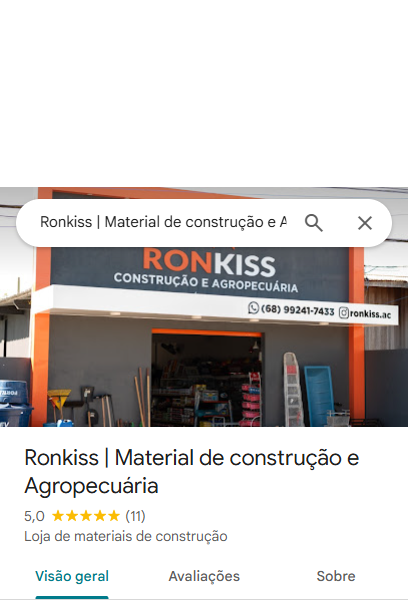 Ronkiss | Material de construção e A
RONKISS
CONSTRUÇÃO E AGROPECUÁRIA
(68) 99241-7433 ronkiss.ac
Ronkiss | Material de construção e
Agropecuária
5,0 (11)
Loja de materiais de construção
Visão geral Avaliações Sobre